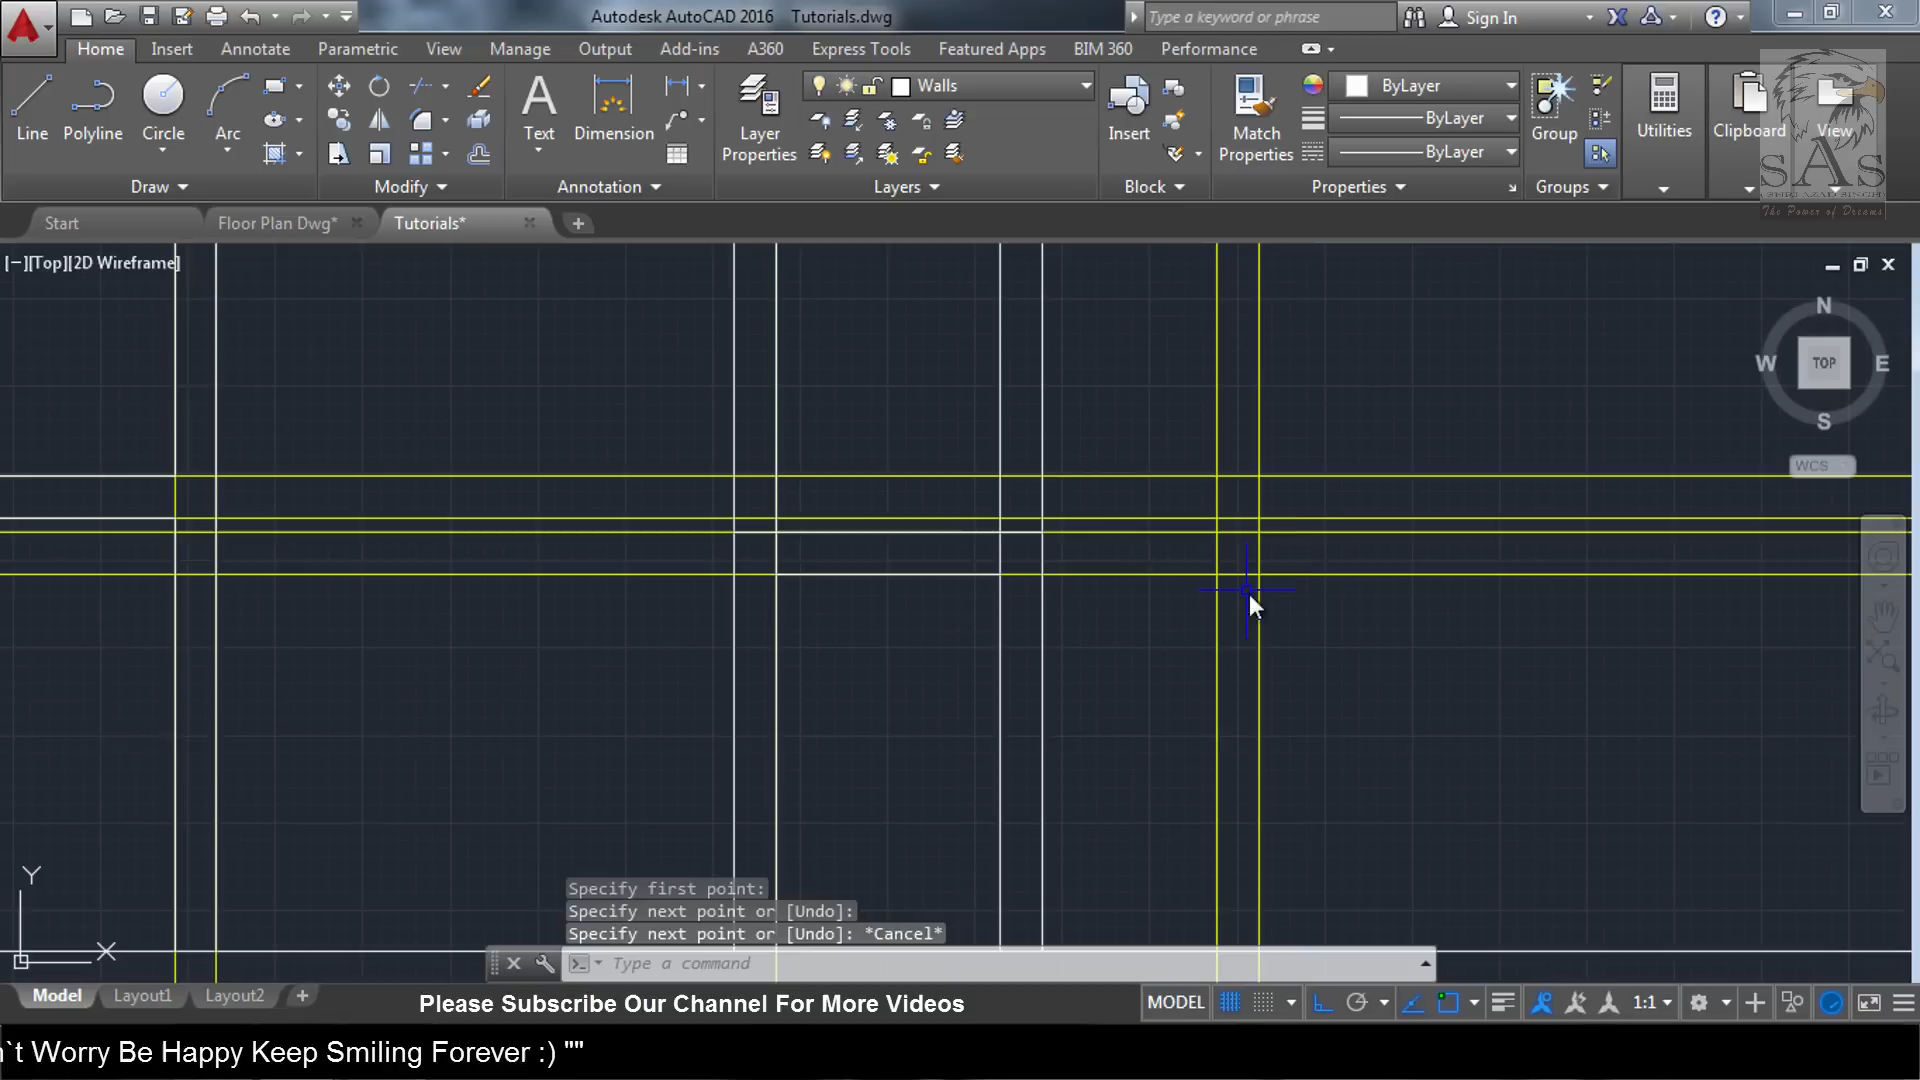 Autodesk AutoCAD 2016 Tutorials.dwg
Type a keyword or phrase
Sign In
Home Insert Annotate Parametric View Manage Output Add-ins A360 Express Tools Featured Apps BIM 360 Performance
Line Polyline Circle Arc
Draw
Modify
Text Dimension
Annotation
Layer Properties
Walls
Layers
Insert
Block
Match Properties
ByLayer
ByLayer
ByLayer
Properties
Group
Groups
Utilities
Clipboard
View
sAs
The Power of Dreams
Start Floor Plan Dwg* Tutorials*
[−][Top][2D Wireframe]
N
W TOP E
S
WCS
Y
X
Specify first point:
Specify next point or [Undo]:
Specify next point or [Undo]: *Cancel*
Type a command
Model Layout1 Layout2
Please Subscribe Our Channel For More Videos
MODEL 1:1
`t Worry Be Happy Keep Smiling Forever :) ""